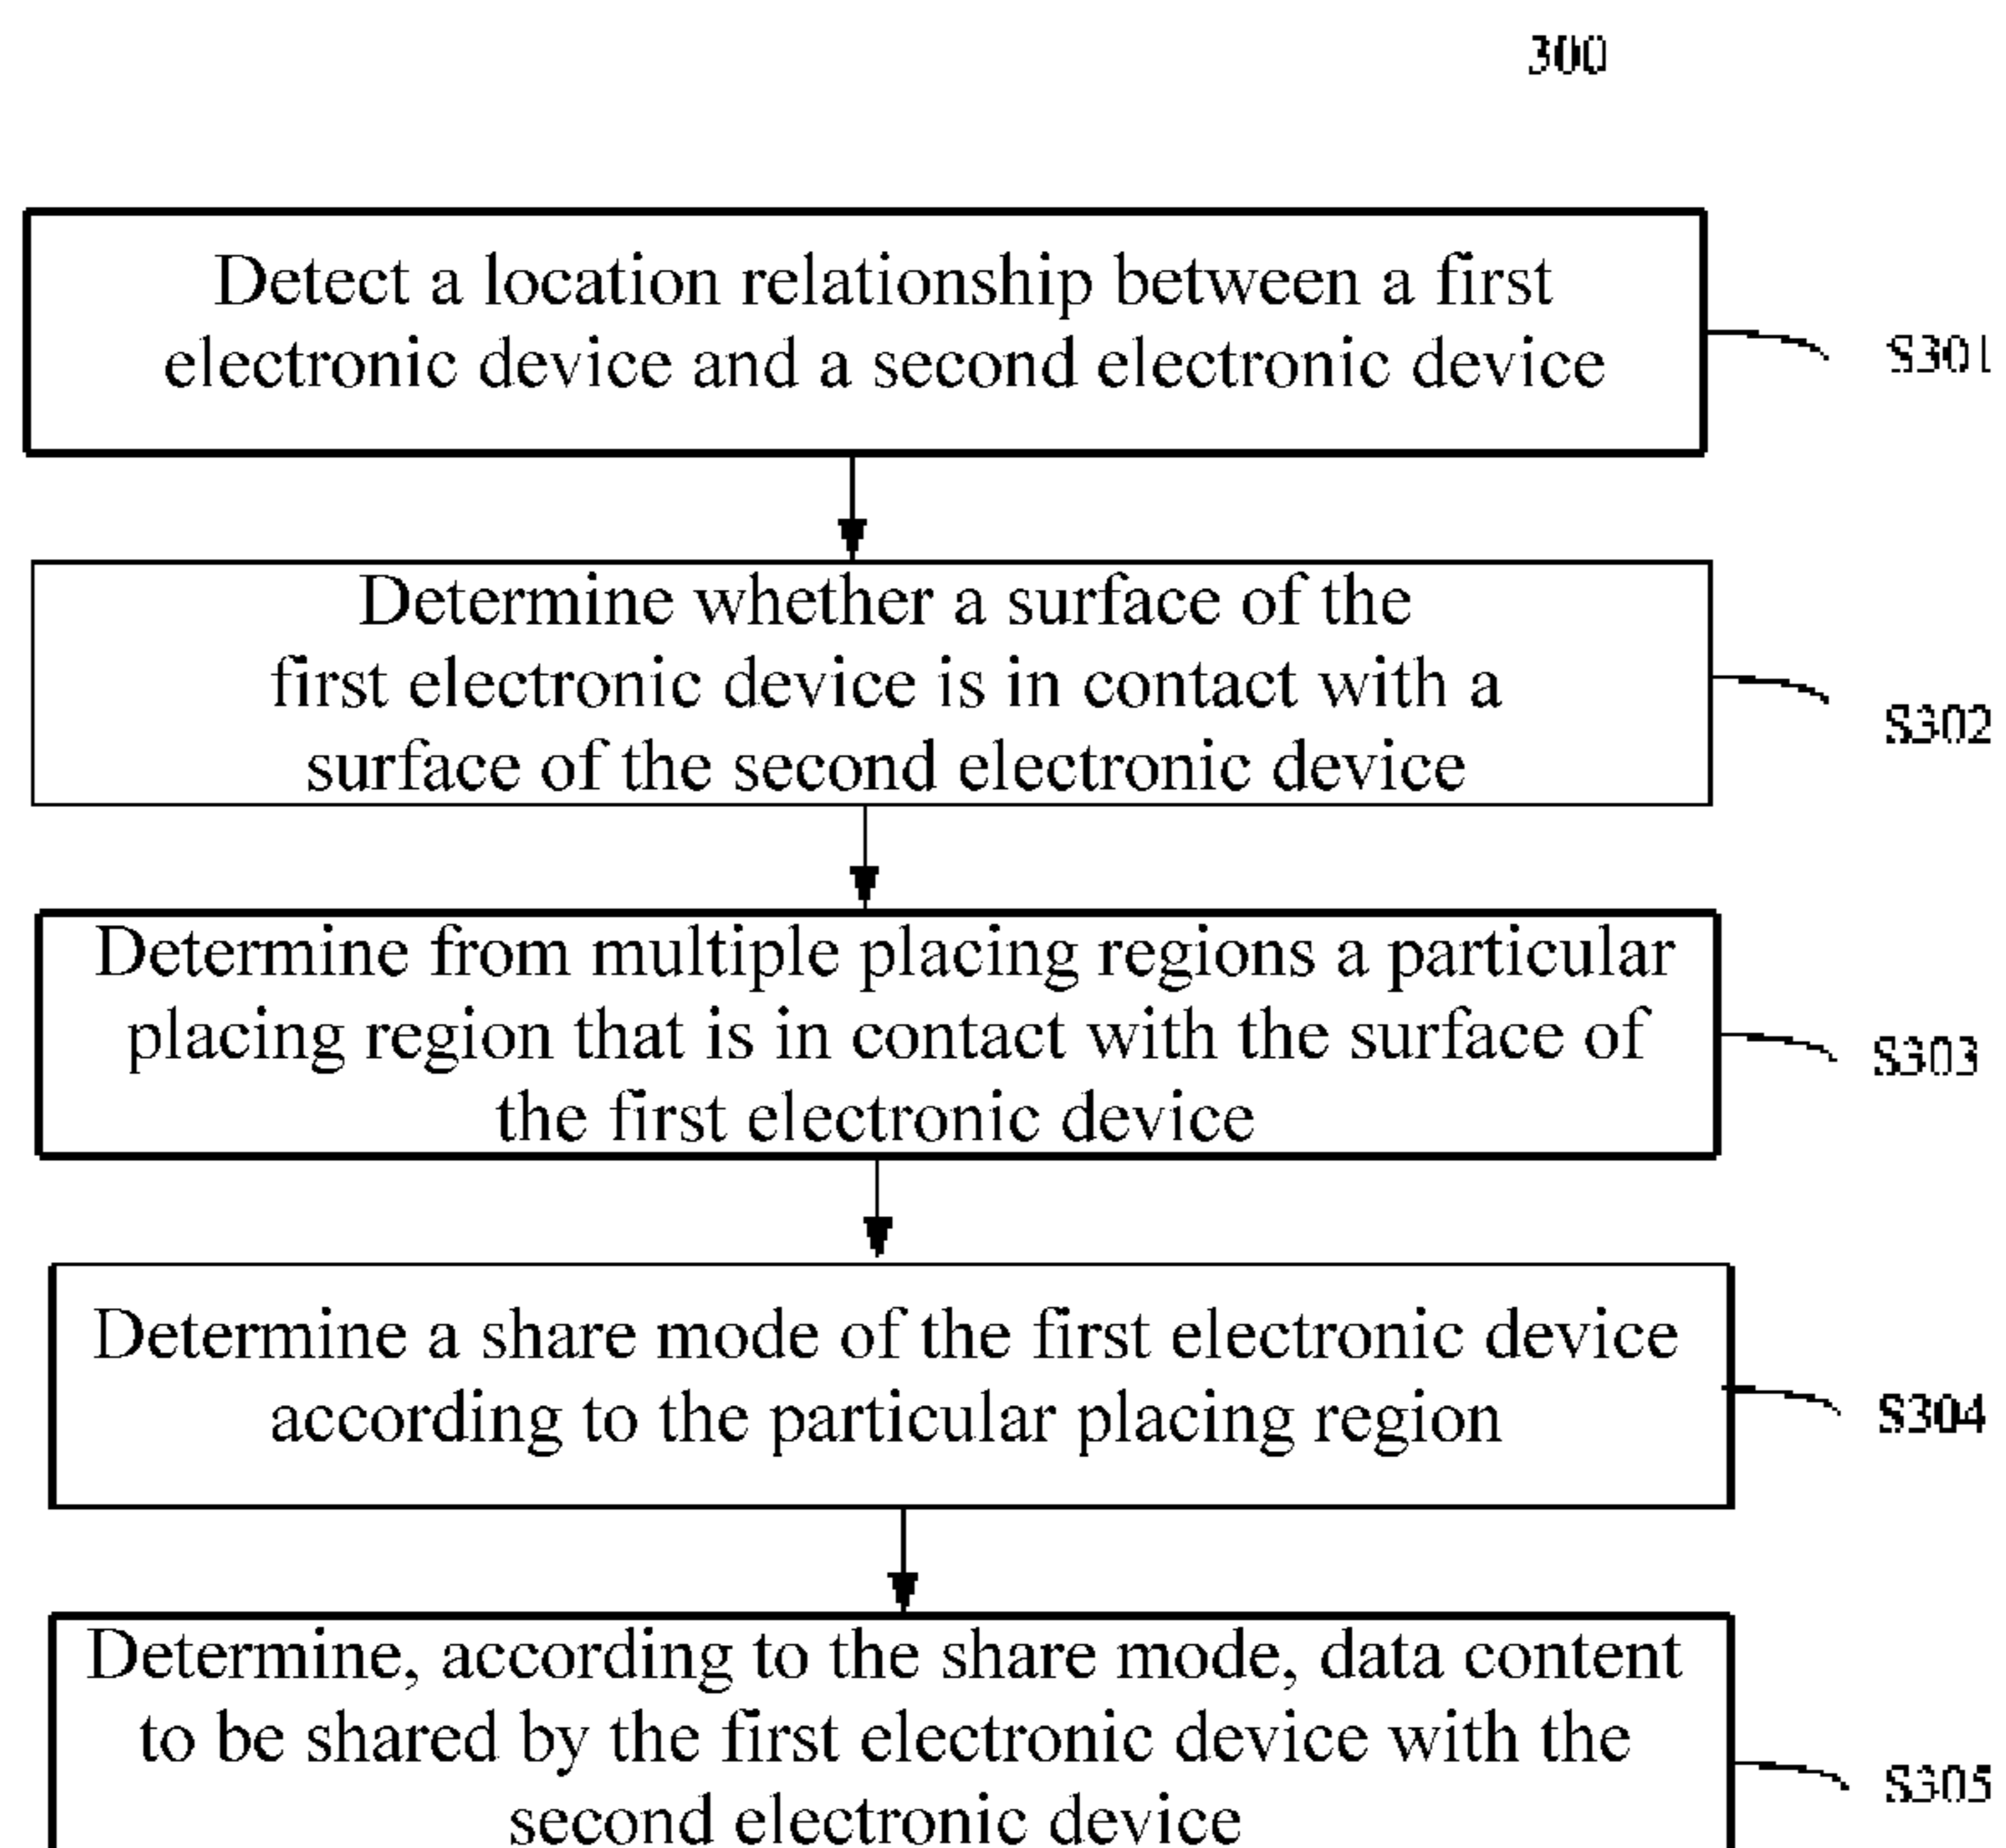 300
Detect a location relationship between a first
electronic device and a second electronic device
S301
Determine whether a surface of the
first electronic device is in contact with a
surface of the second electronic device
S302
Determine from multiple placing regions a particular
placing region that is in contact with the surface of
the first electronic device
S303
Determine a share mode of the first electronic device
according to the particular placing region
S304
Determine, according to the share mode, data content
to be shared by the first electronic device with the
second electronic device
S305